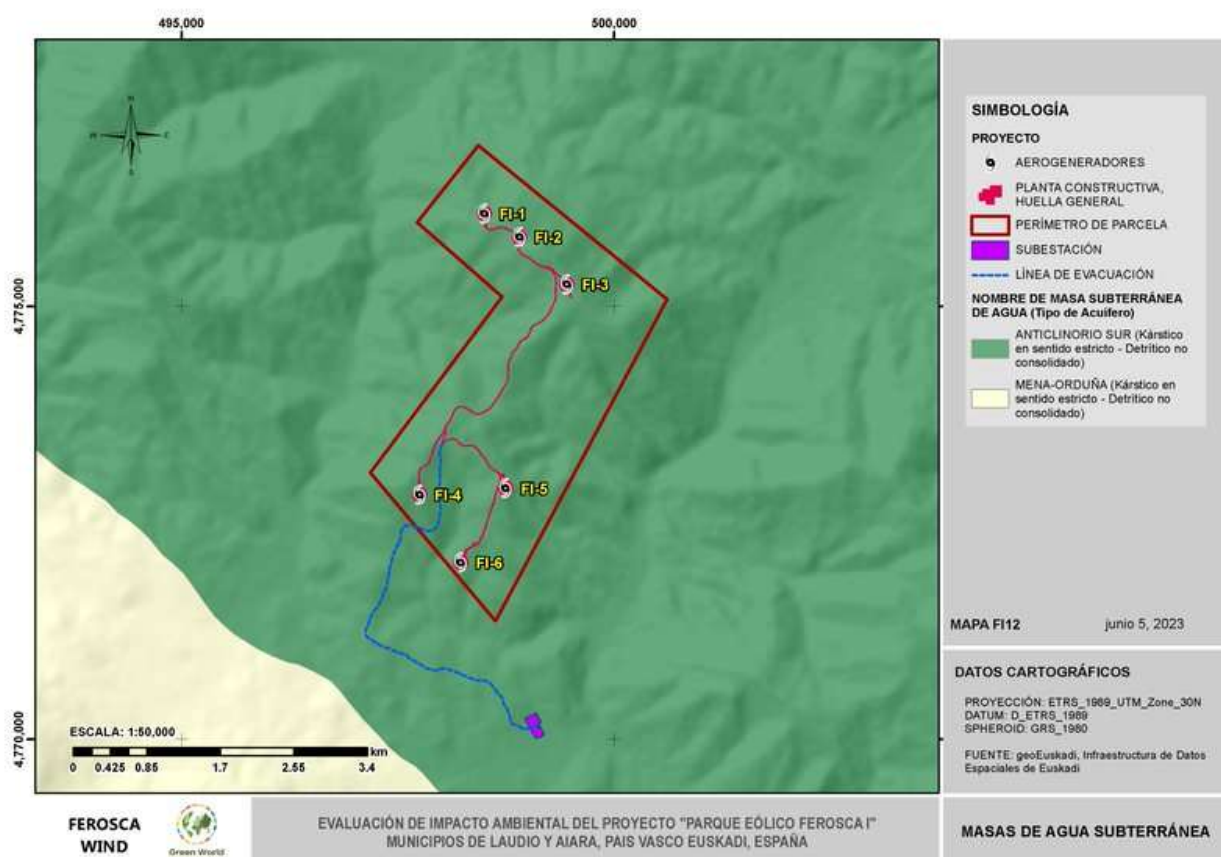 495,000
500,000
4,775,000
4,770,000
N
W
E
S
FI-1
FI-2
FI-3
FI-4
FI-5
FI-6
ESCALA: 1:50,000
km
0 0.425 0.85 1.7 2.55 3.4
SIMBOLOGÍA
PROYECTO
AEROGENERADORES
PLANTA CONSTRUCTIVA,
HUELLA GENERAL
PERÍMETRO DE PARCELA
SUBESTACIÓN
LÍNEA DE EVACUACIÓN
NOMBRE DE MASA SUBTERRÁNEA
DE AGUA (Tipo de Acuífero)
ANTICLINORIO SUR (Kárstico
en sentido estricto - Detrítico no
consolidado)
MENA-ORDUÑA (Kárstico en
sentido estricto - Detrítico no
consolidado)
MAPA FI12 junio 5, 2023
DATOS CARTOGRÁFICOS
PROYECCIÓN: ETRS_1989_UTM_Zone_30N
DATUM: D_ETRS_1989
SPHEROID: GRS_1980
FUENTE: geoEuskadi, Infraestructura de Datos
Espaciales de Euskadi
FEROSCA
WIND
Green World
EVALUACIÓN DE IMPACTO AMBIENTAL DEL PROYECTO "PARQUE EÓLICO FEROSCA I"
MUNICIPIOS DE LAUDIO Y AIARA, PAIS VASCO EUSKADI, ESPAÑA
MASAS DE AGUA SUBTERRÁNEA